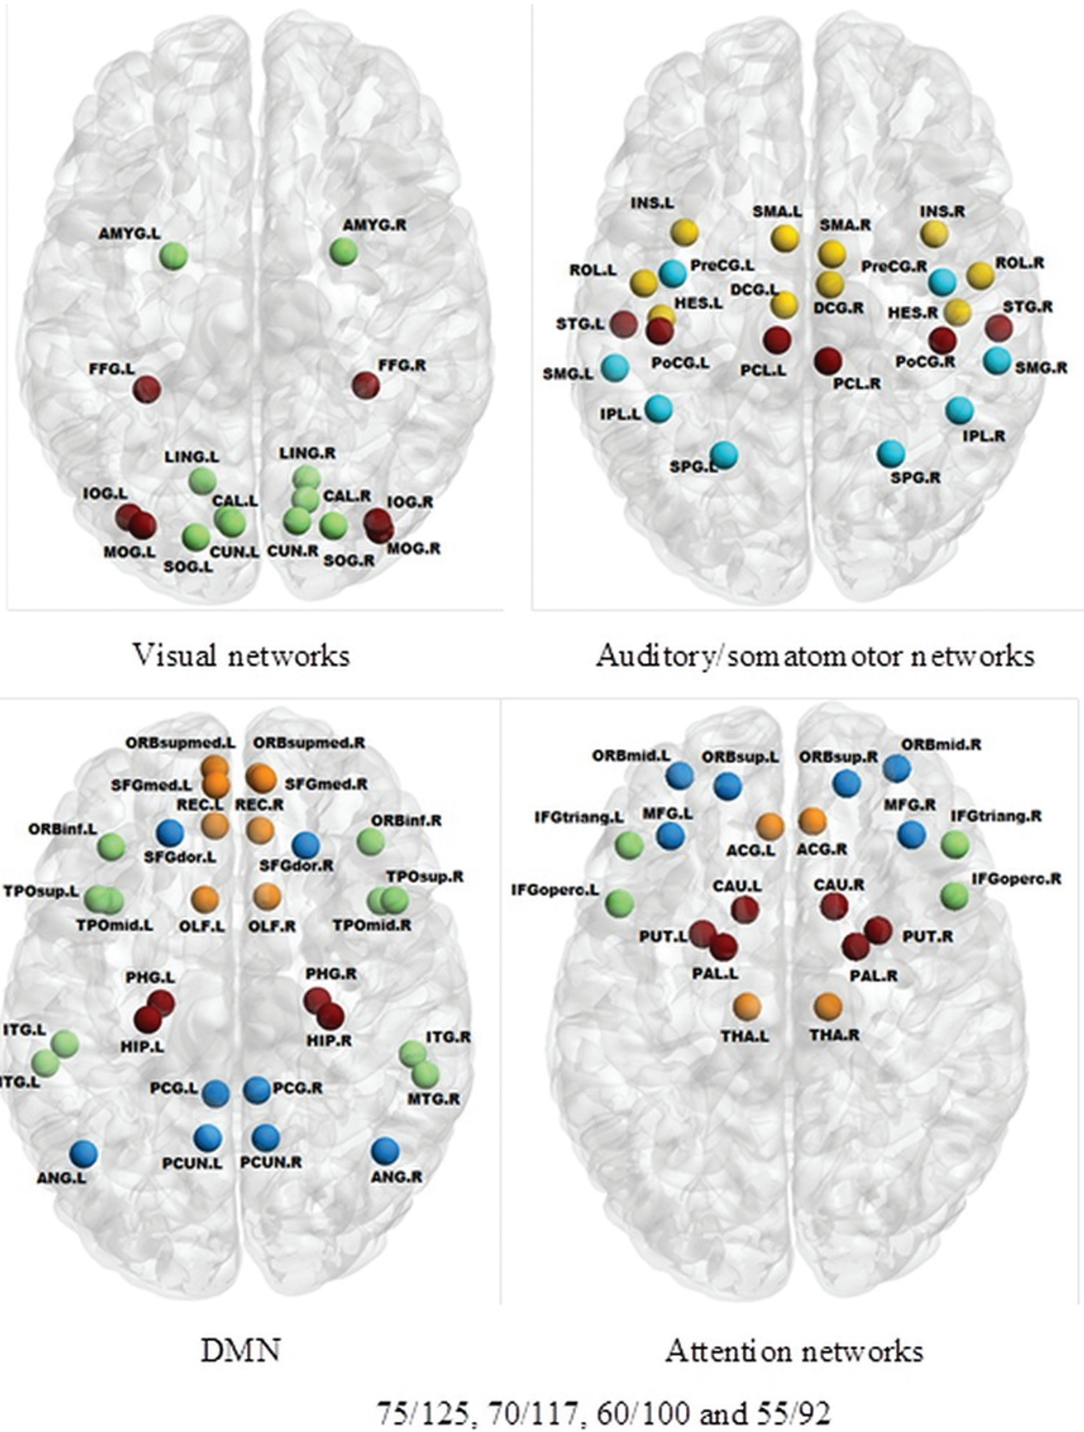 AMYG.L
AMYG.R
FFG.L
FFG.R
LING.L
LING.R
IOG.L
CAL.L
CAL.R
IOG.R
MOG.L
SOG.L
CUN.L
CUN.R
SOG.R
MOG.R
Visual networks
INS.L
SMA.L
SMA.R
INS.R
ROL.L
PreCG.L
PreCG.R
ROL.R
HES.L
DCG.L
DCG.R
HES.R
STG.R
STG.L
PoCG.L
PCL.L
PCL.R
PoCG.R
SMG.L
SMG.R
IPL.L
IPL.R
SPG.L
SPG.R
Auditory/somatomotor networks
ORBsupmed.L
ORBsupmed.R
SFGmed.L
SFGmed.R
REC.L
REC.R
ORBinf.L
ORBinf.R
SFGdor.L
SFGdor.R
TPOsup.L
TPOsup.R
TPOmid.L
OLF.L
OLF.R
TPOmid.R
PHG.L
PHG.R
HIP.L
HIP.R
ITG.L
ITG.R
TG.L
MTG.R
PCG.L
PCG.R
PCUN.L
PCUN.R
ANG.L
ANG.R
DMN
ORBmid.L
ORBsup.L
ORBsup.R
ORBmid.R
IFGtriang.L
MFG.L
MFG.R
IFGtriang.R
ACG.L
ACG.R
IFGoperc.L
CAU.L
CAU.R
IFGoperc.R
PUT.L
PUT.R
PAL.L
PAL.R
THA.L
THA.R
Attention networks
75/125, 70/117, 60/100 and 55/92